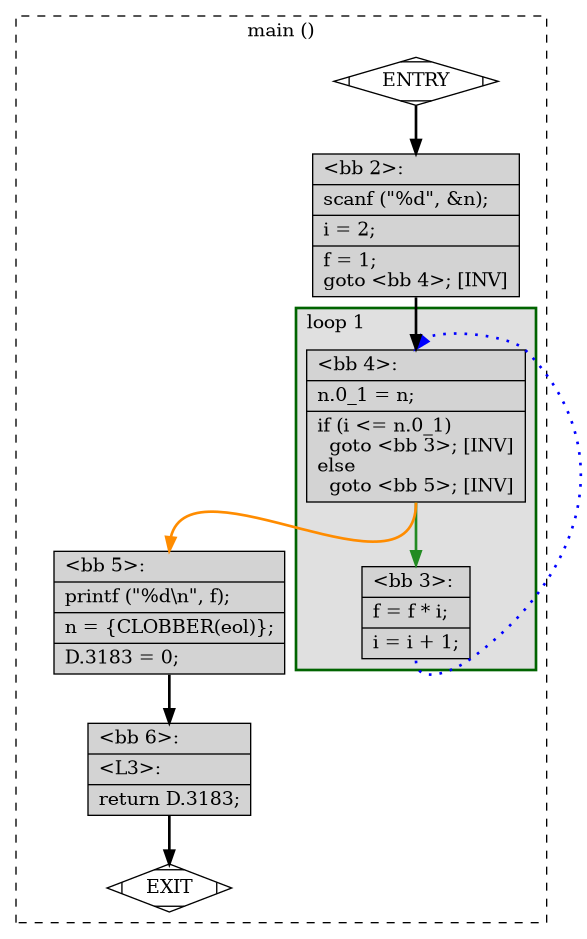 main ()
ENTRY
<bb 2>:
scanf ("%d", &n);
i = 2;
f = 1;
goto <bb 4>; [INV]
loop 1
<bb 4>:
n.0_1 = n;
if (i <= n.0_1)
  goto <bb 3>; [INV]
else
  goto <bb 5>; [INV]
<bb 3>:
f = f * i;
i = i + 1;
<bb 5>:
printf ("%d\n", f);
n = {CLOBBER(eol)};
D.3183 = 0;
<bb 6>:
<L3>:
return D.3183;
EXIT